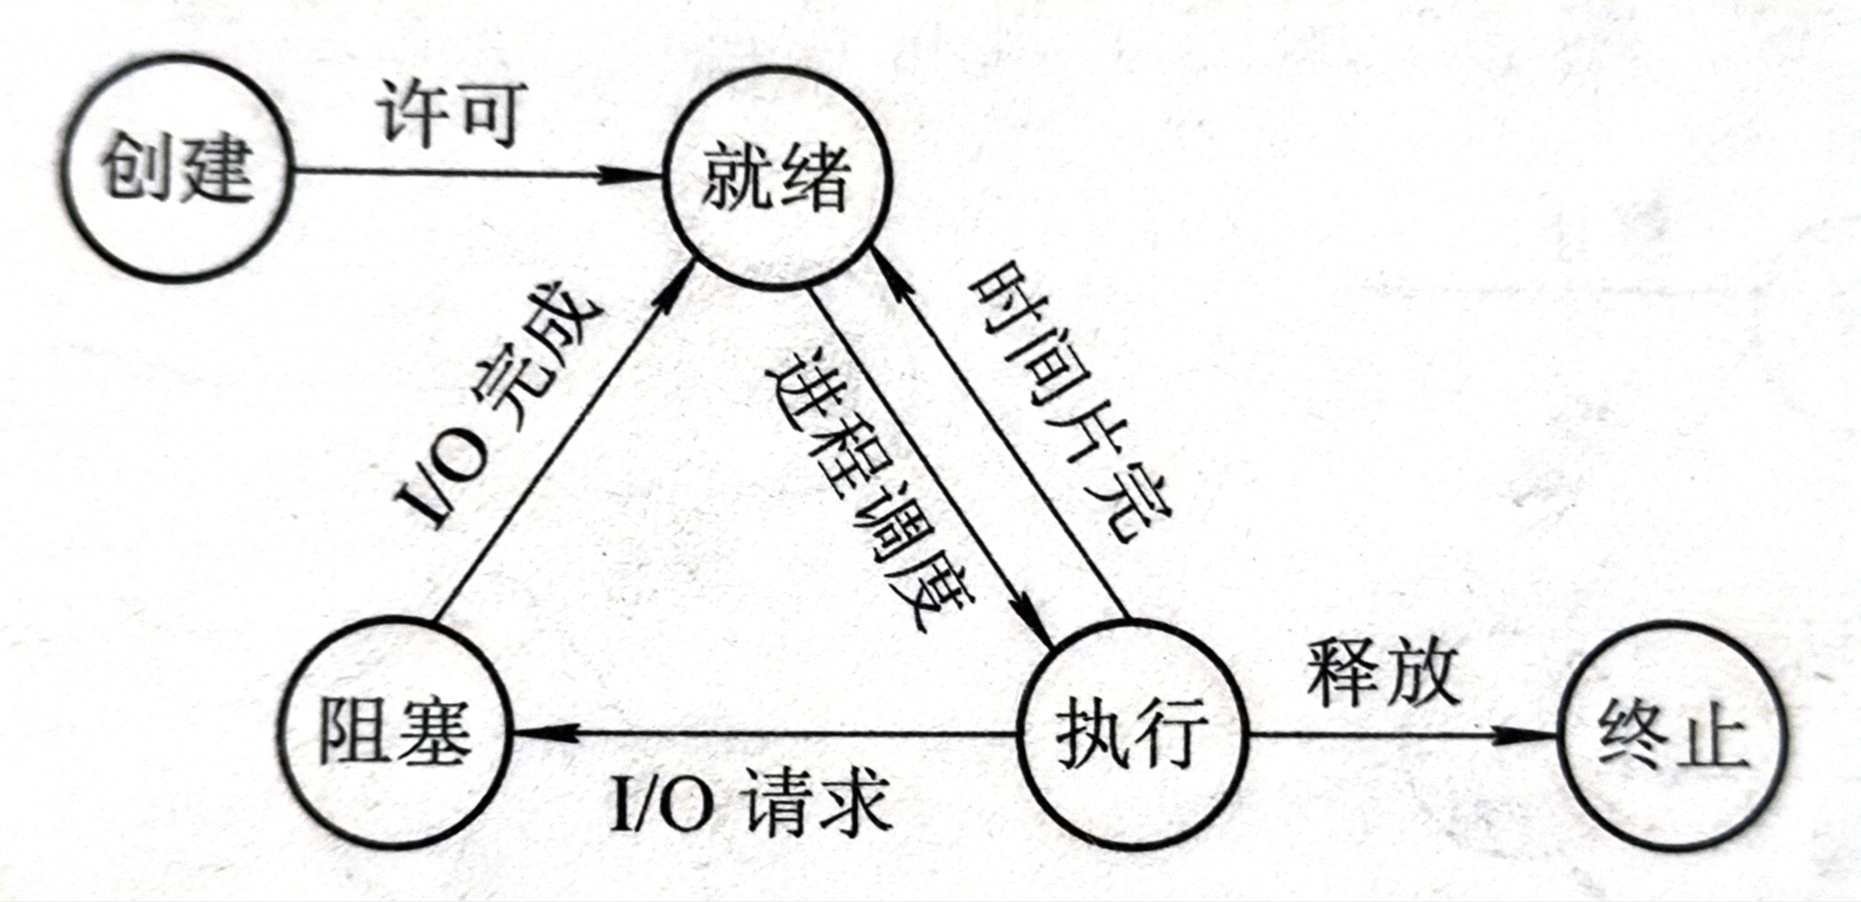 创建
许可
就绪
I/O 完成
进程调度
时间片完
阻塞
I/O 请求
执行
释放
终止